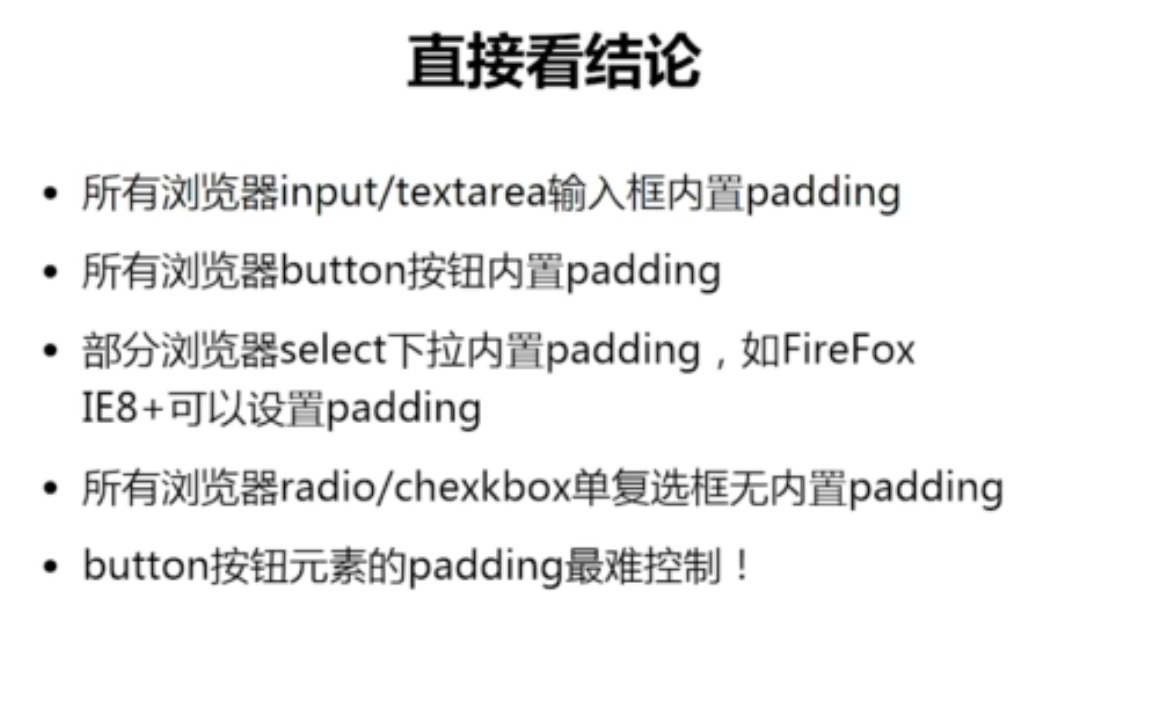 直接看结论
• 所有浏览器input/textarea输入框内置padding
• 所有浏览器button按钮内置padding
• 部分浏览器select下拉内置padding，如FireFox
IE8+可以设置padding
• 所有浏览器radio/chexkbox单复选框无内置padding
• button按钮元素的padding最难控制！